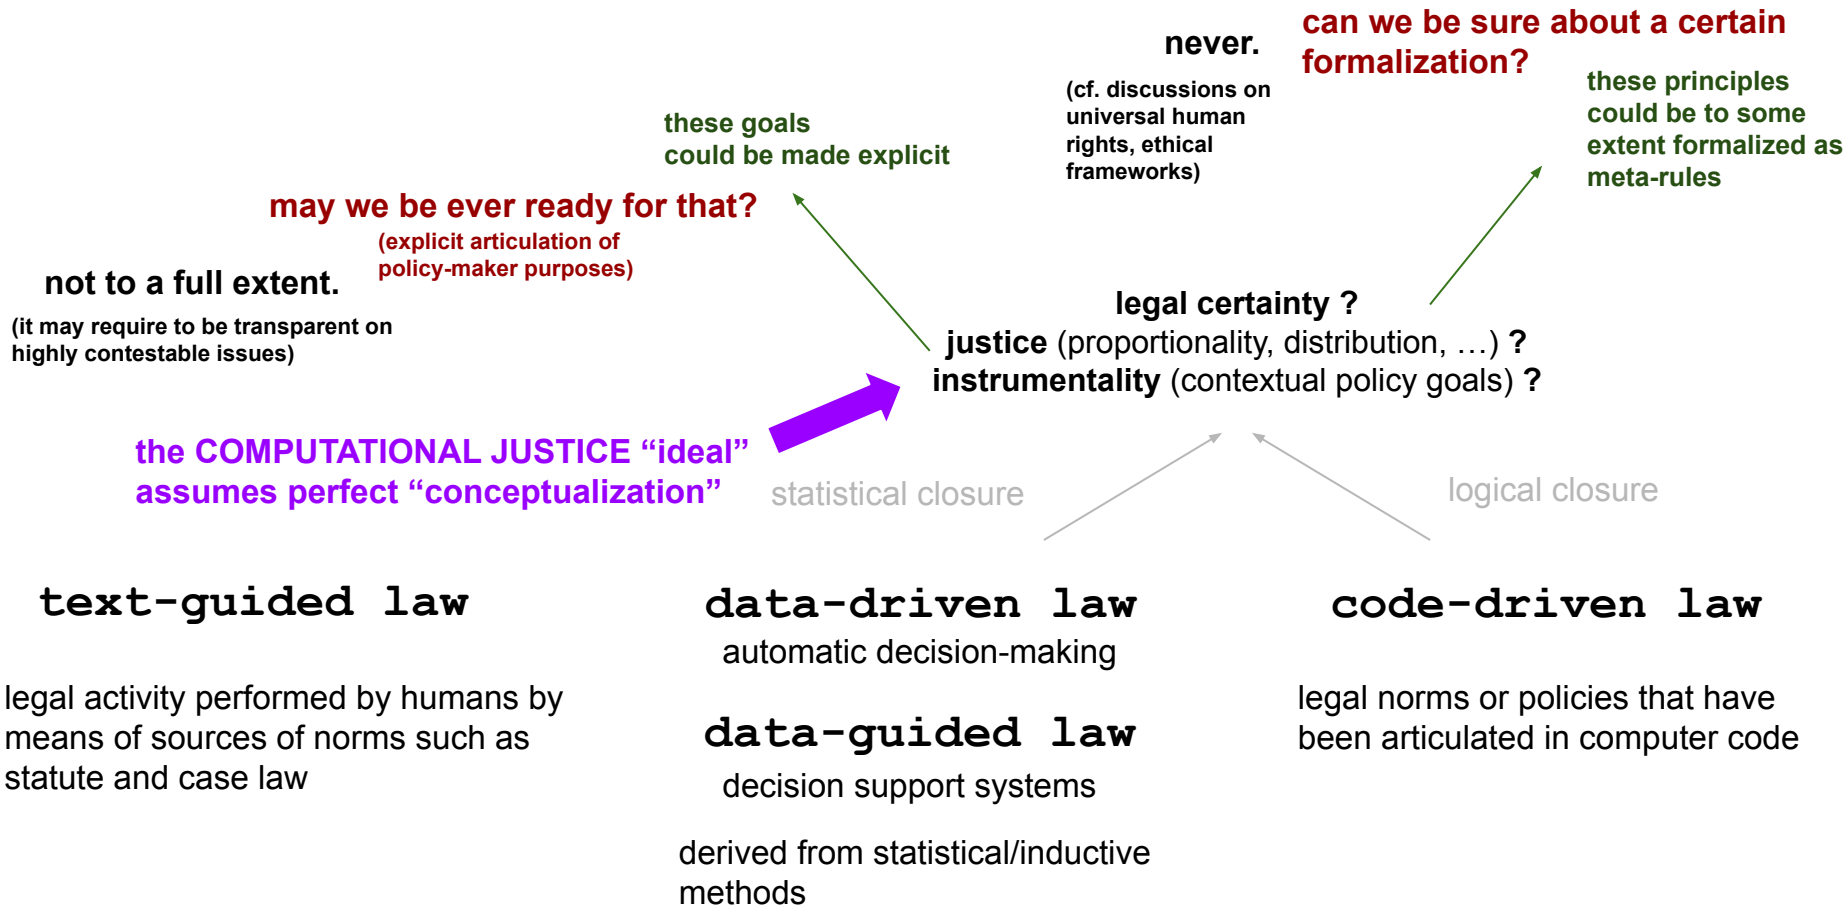 never.
can we be sure about a certain
formalization?
(cf. discussions on
universal human
rights, ethical
frameworks)
these principles
could be to some
extent formalized as
meta-rules
these goals
could be made explicit
may we be ever ready for that?
(explicit articulation of
policy-maker purposes)
not to a full extent.
(it may require to be transparent on
highly contestable issues)
legal certainty ?
justice (proportionality, distribution, …) ?
instrumentality (contextual policy goals) ?
the COMPUTATIONAL JUSTICE “ideal”
assumes perfect “conceptualization”
statistical closure
logical closure
text-guided law
legal activity performed by humans by
means of sources of norms such as
statute and case law
data-driven law
automatic decision-making
data-guided law
decision support systems
derived from statistical/inductive
methods
code-driven law
legal norms or policies that have
been articulated in computer code